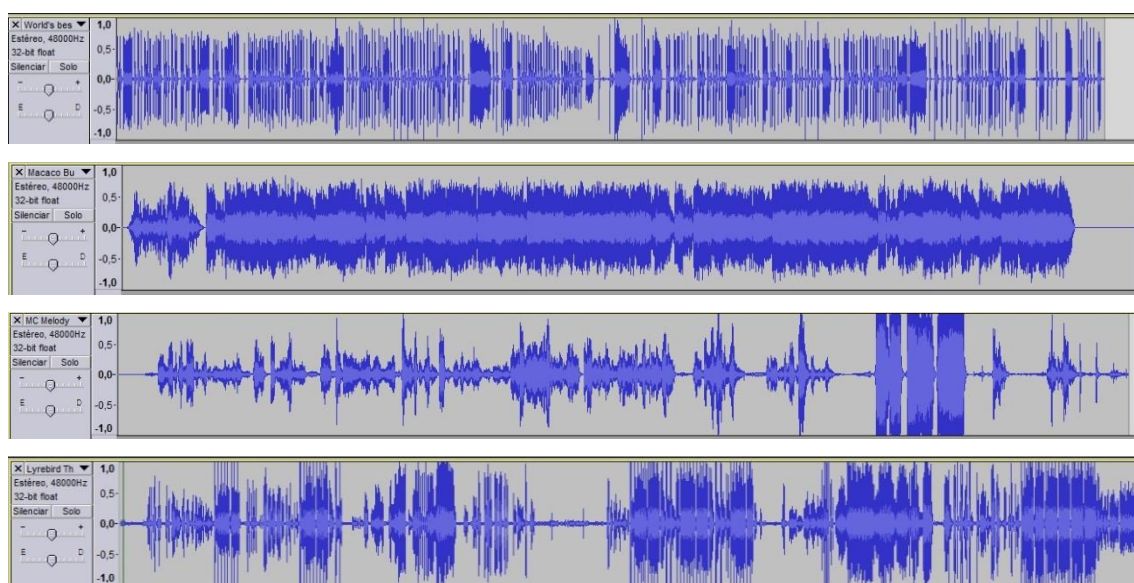 × World's bes ▼ 1,0
Estéreo, 48000Hz
32-bit float 0,5-
Silenciar Solo
- + 0,0-
E D -0,5-
-1,0
× Macaco Bu ▼ 1,0
Estéreo, 48000Hz
32-bit float 0,5-
Silenciar Solo
- + 0,0-
E D -0,5-
-1,0
× MC Melody ▼ 1,0
Estéreo, 48000Hz
32-bit float 0,5-
Silenciar Solo
- + 0,0-
E D -0,5-
-1,0
× Lyrebird Th ▼ 1,0
Estéreo, 48000Hz
32-bit float 0,5-
Silenciar Solo
- + 0,0-
E D -0,5-
-1,0